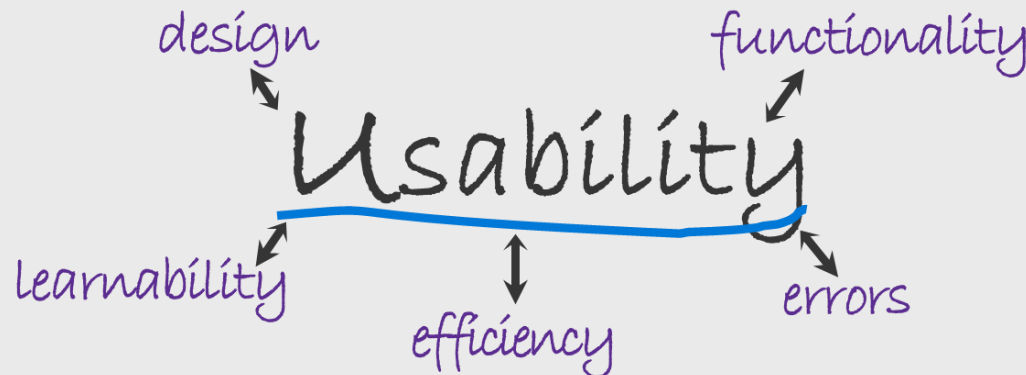 design
functionality
Usability
learnability
efficiency
errors